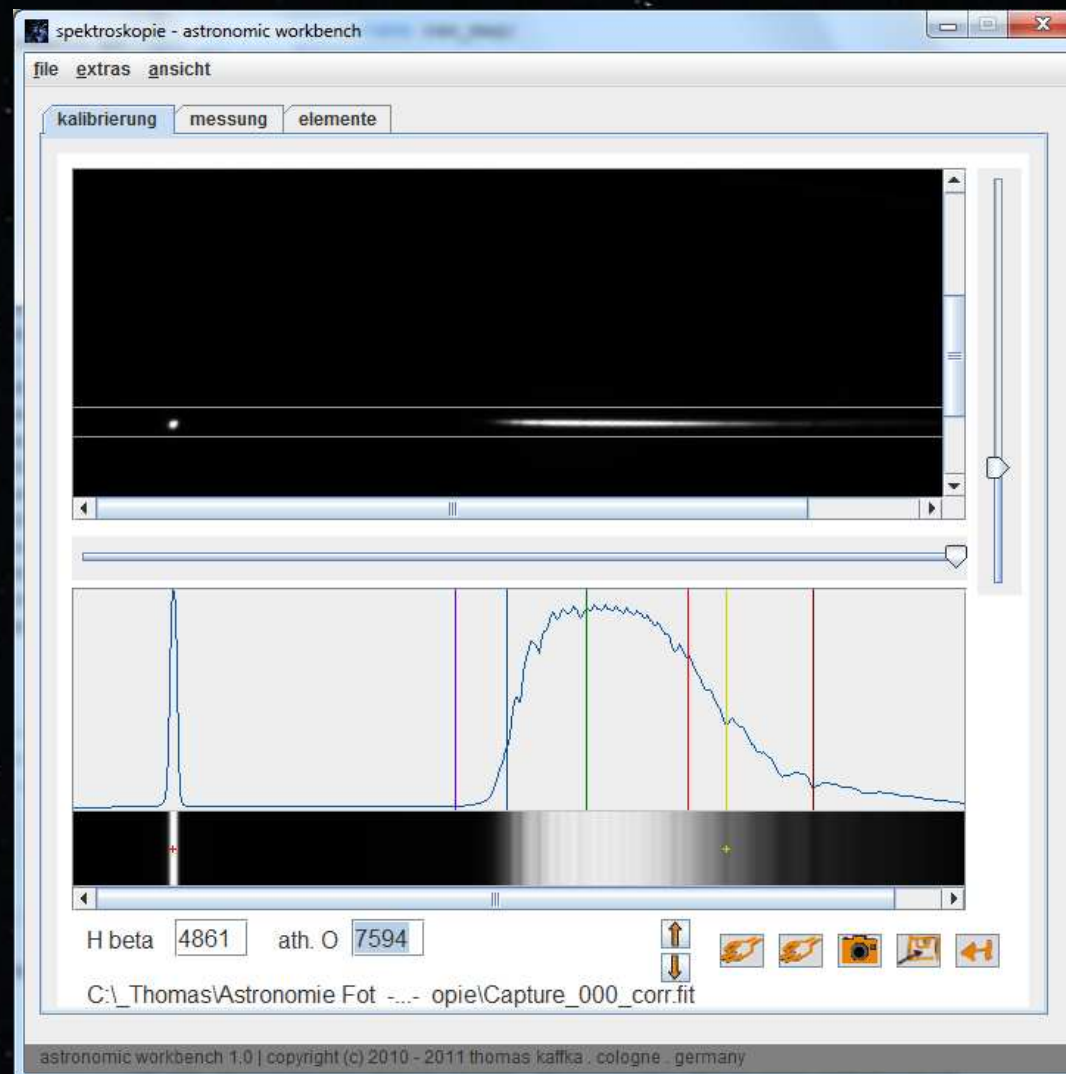 spektroskopie - astronomic workbench
file extras ansicht
kalibrierung messung elemente
H beta 4861 ath. O 7594
C:\_Thomas\Astronomie Fot -...- opie\Capture_000_corr.fit
astronomic workbench 1.0 | copyright (c) 2010 - 2011 thomas kaffka . cologne . germany